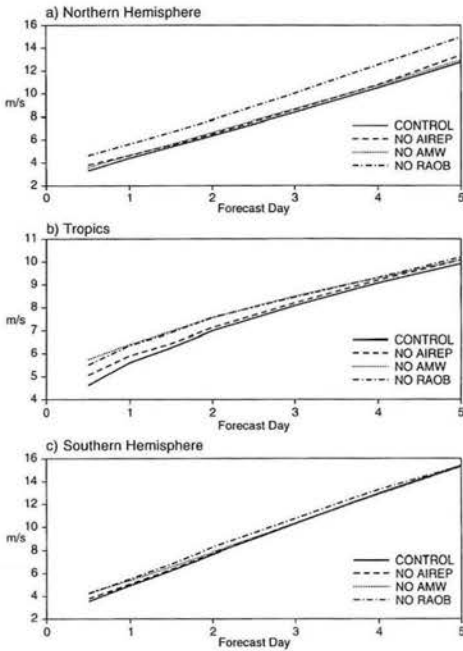 a) Northern Hemisphere
16
14
12
m/s 10
8
6
4
2
CONTROL
NO AIREP
NO AMW
NO RAOB
0 1 2 3 4 5
Forecast Day
b) Tropics
11
10
9
m/s 8
7
6
5
4
CONTROL
NO AIREP
NO AMW
NO RAOB
0 1 2 3 4 5
Forecast Day
c) Southern Hemisphere
16
14
12
m/s 10
8
6
4
2
CONTROL
NO AIREP
NO AMW
NO RAOB
0 1 2 3 4 5
Forecast Day